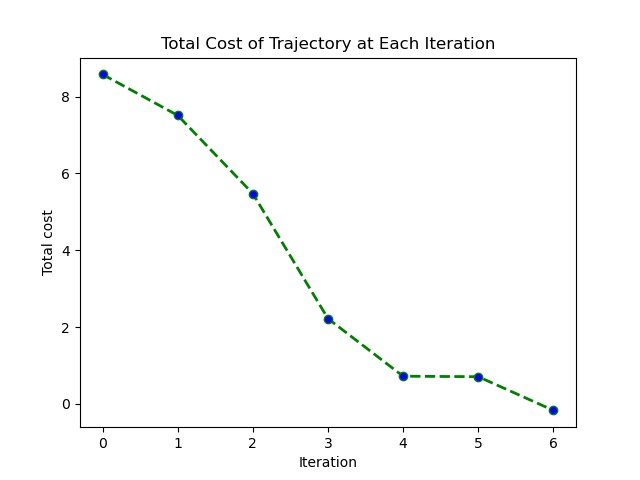 Total Cost of Trajectory at Each Iteration
Total cost
8
6
4
2
0
0 1 2 3 4 5 6
Iteration